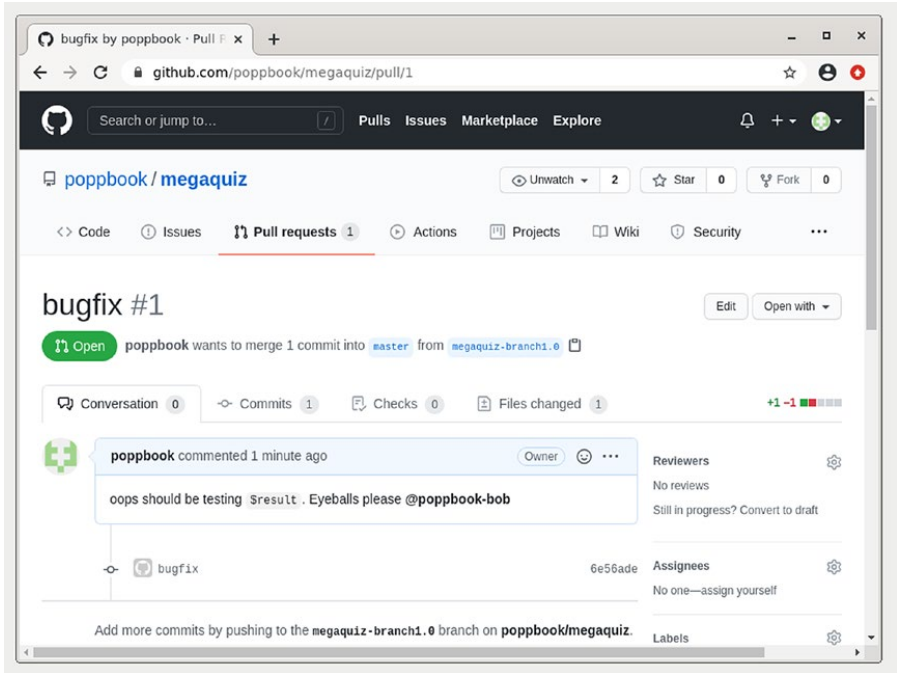 bugfix by poppbook · Pull R
github.com/poppbook/megaquiz/pull/1
Search or jump to... / Pulls Issues Marketplace Explore
poppbook / megaquiz Unwatch 2 Star 0 Fork 0
Code Issues Pull requests 1 Actions Projects Wiki Security
bugfix #1 Edit Open with
Open poppbook wants to merge 1 commit into master from megaquiz-branch1.0
Conversation 0 Commits 1 Checks 0 Files changed 1 +1 −1
poppbook commented 1 minute ago Owner
oops should be testing $result. Eyeballs please @poppbook-bob
bugfix 6e56ade
Add more commits by pushing to the megaquiz-branch1.0 branch on poppbook/megaquiz.
Reviewers
No reviews
Still in progress? Convert to draft
Assignees
No one—assign yourself
Labels